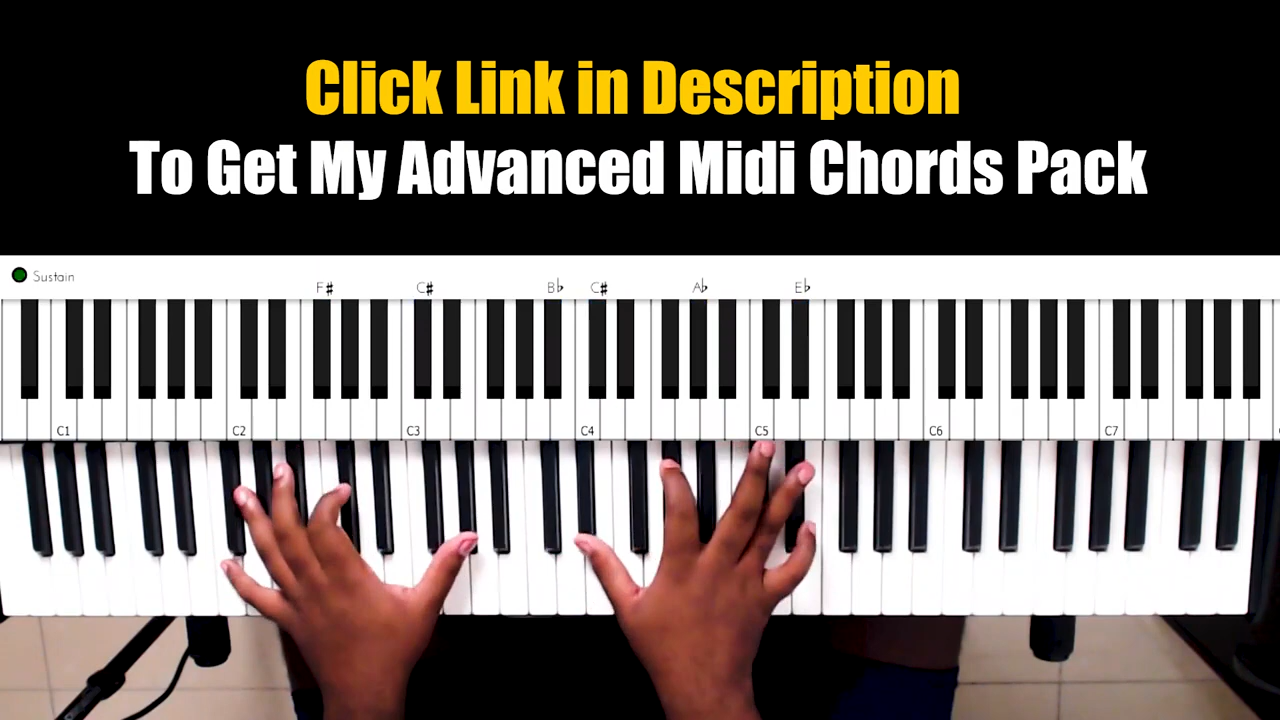 Click Link in Description
To Get My Advanced Midi Chords Pack
Sustain
F♯ C♯ B♭ C♯ A♭ E♭
C1 C2 C3 C4 C5 C6 C7